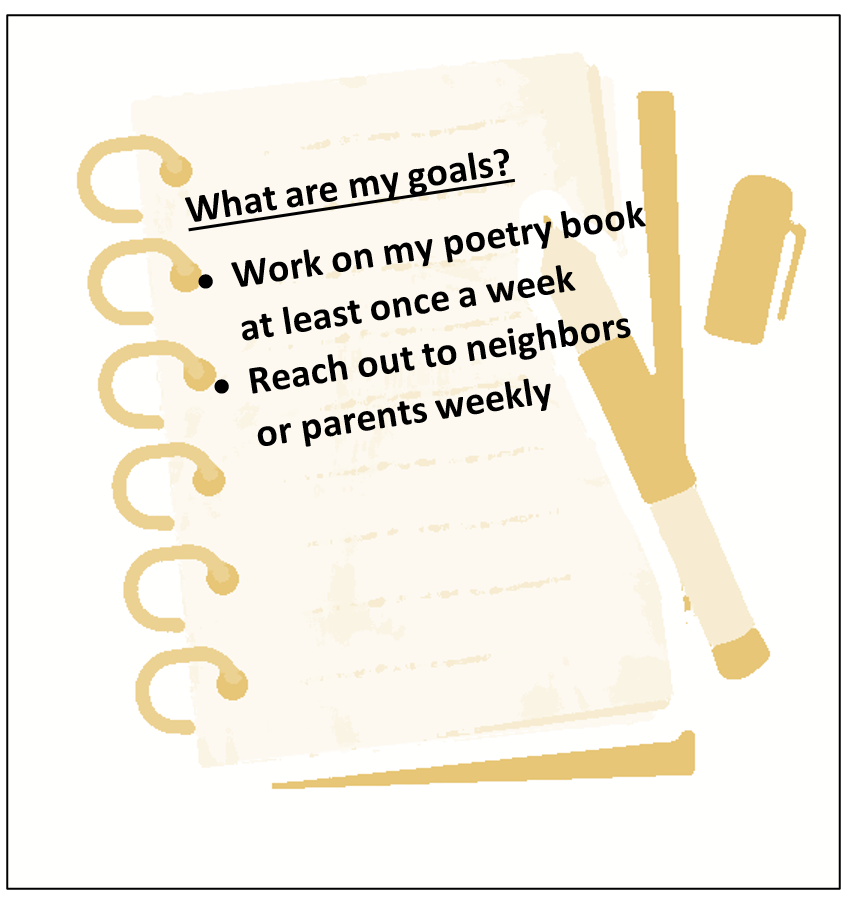 What are my goals?
• Work on my poetry book
at least once a week
• Reach out to neighbors
or parents weekly